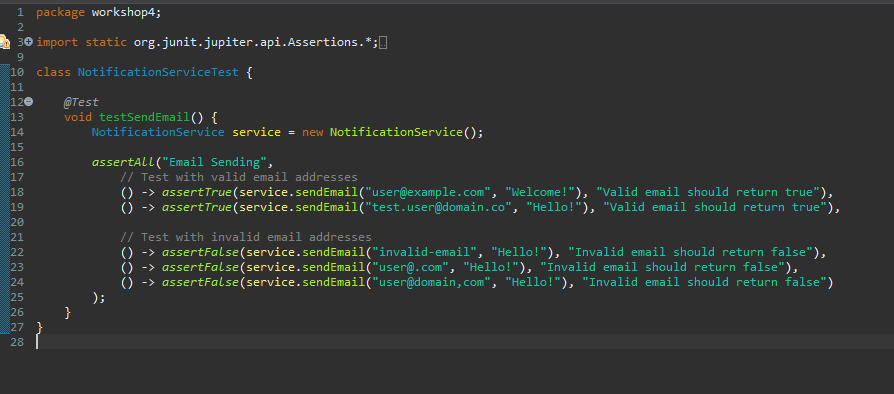 1 package workshop4;
2
3 import static org.junit.jupiter.api.Assertions.*;
9
10 class NotificationServiceTest {
11
12     @Test
13     void testSendEmail() {
14         NotificationService service = new NotificationService();
15
16         assertAll("Email Sending",
17             // Test with valid email addresses
18             () -> assertTrue(service.sendEmail("user@example.com", "Welcome!"), "Valid email should return true"),
19             () -> assertTrue(service.sendEmail("test.user@domain.co", "Hello!"), "Valid email should return true"),
20
21             // Test with invalid email addresses
22             () -> assertFalse(service.sendEmail("invalid-email", "Hello!"), "Invalid email should return false"),
23             () -> assertFalse(service.sendEmail("user@.com", "Hello!"), "Invalid email should return false"),
24             () -> assertFalse(service.sendEmail("user@domain,com", "Hello!"), "Invalid email should return false")
25         );
26     }
27 }
28